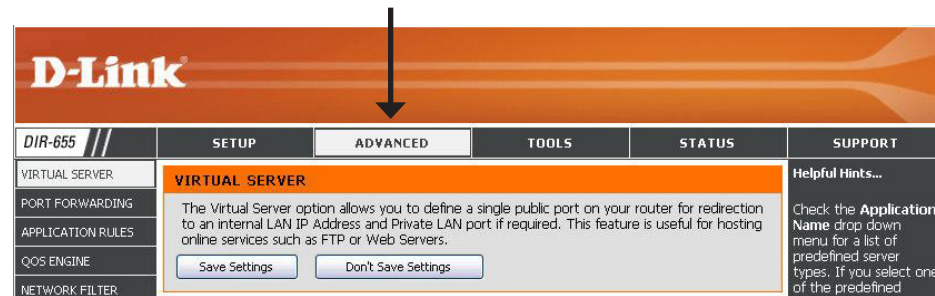 D-Link
DIR-655
SETUP
ADVANCED
TOOLS
STATUS
SUPPORT
VIRTUAL SERVER
PORT FORWARDING
APPLICATION RULES
QOS ENGINE
NETWORK FILTER
VIRTUAL SERVER
The Virtual Server option allows you to define a single public port on your router for redirection
to an internal LAN IP Address and Private LAN port if required. This feature is useful for hosting
online services such as FTP or Web Servers.
Save Settings
Don't Save Settings
Helpful Hints...
Check the Application
Name drop down
menu for a list of
predefined server
types. If you select one
of the predefined